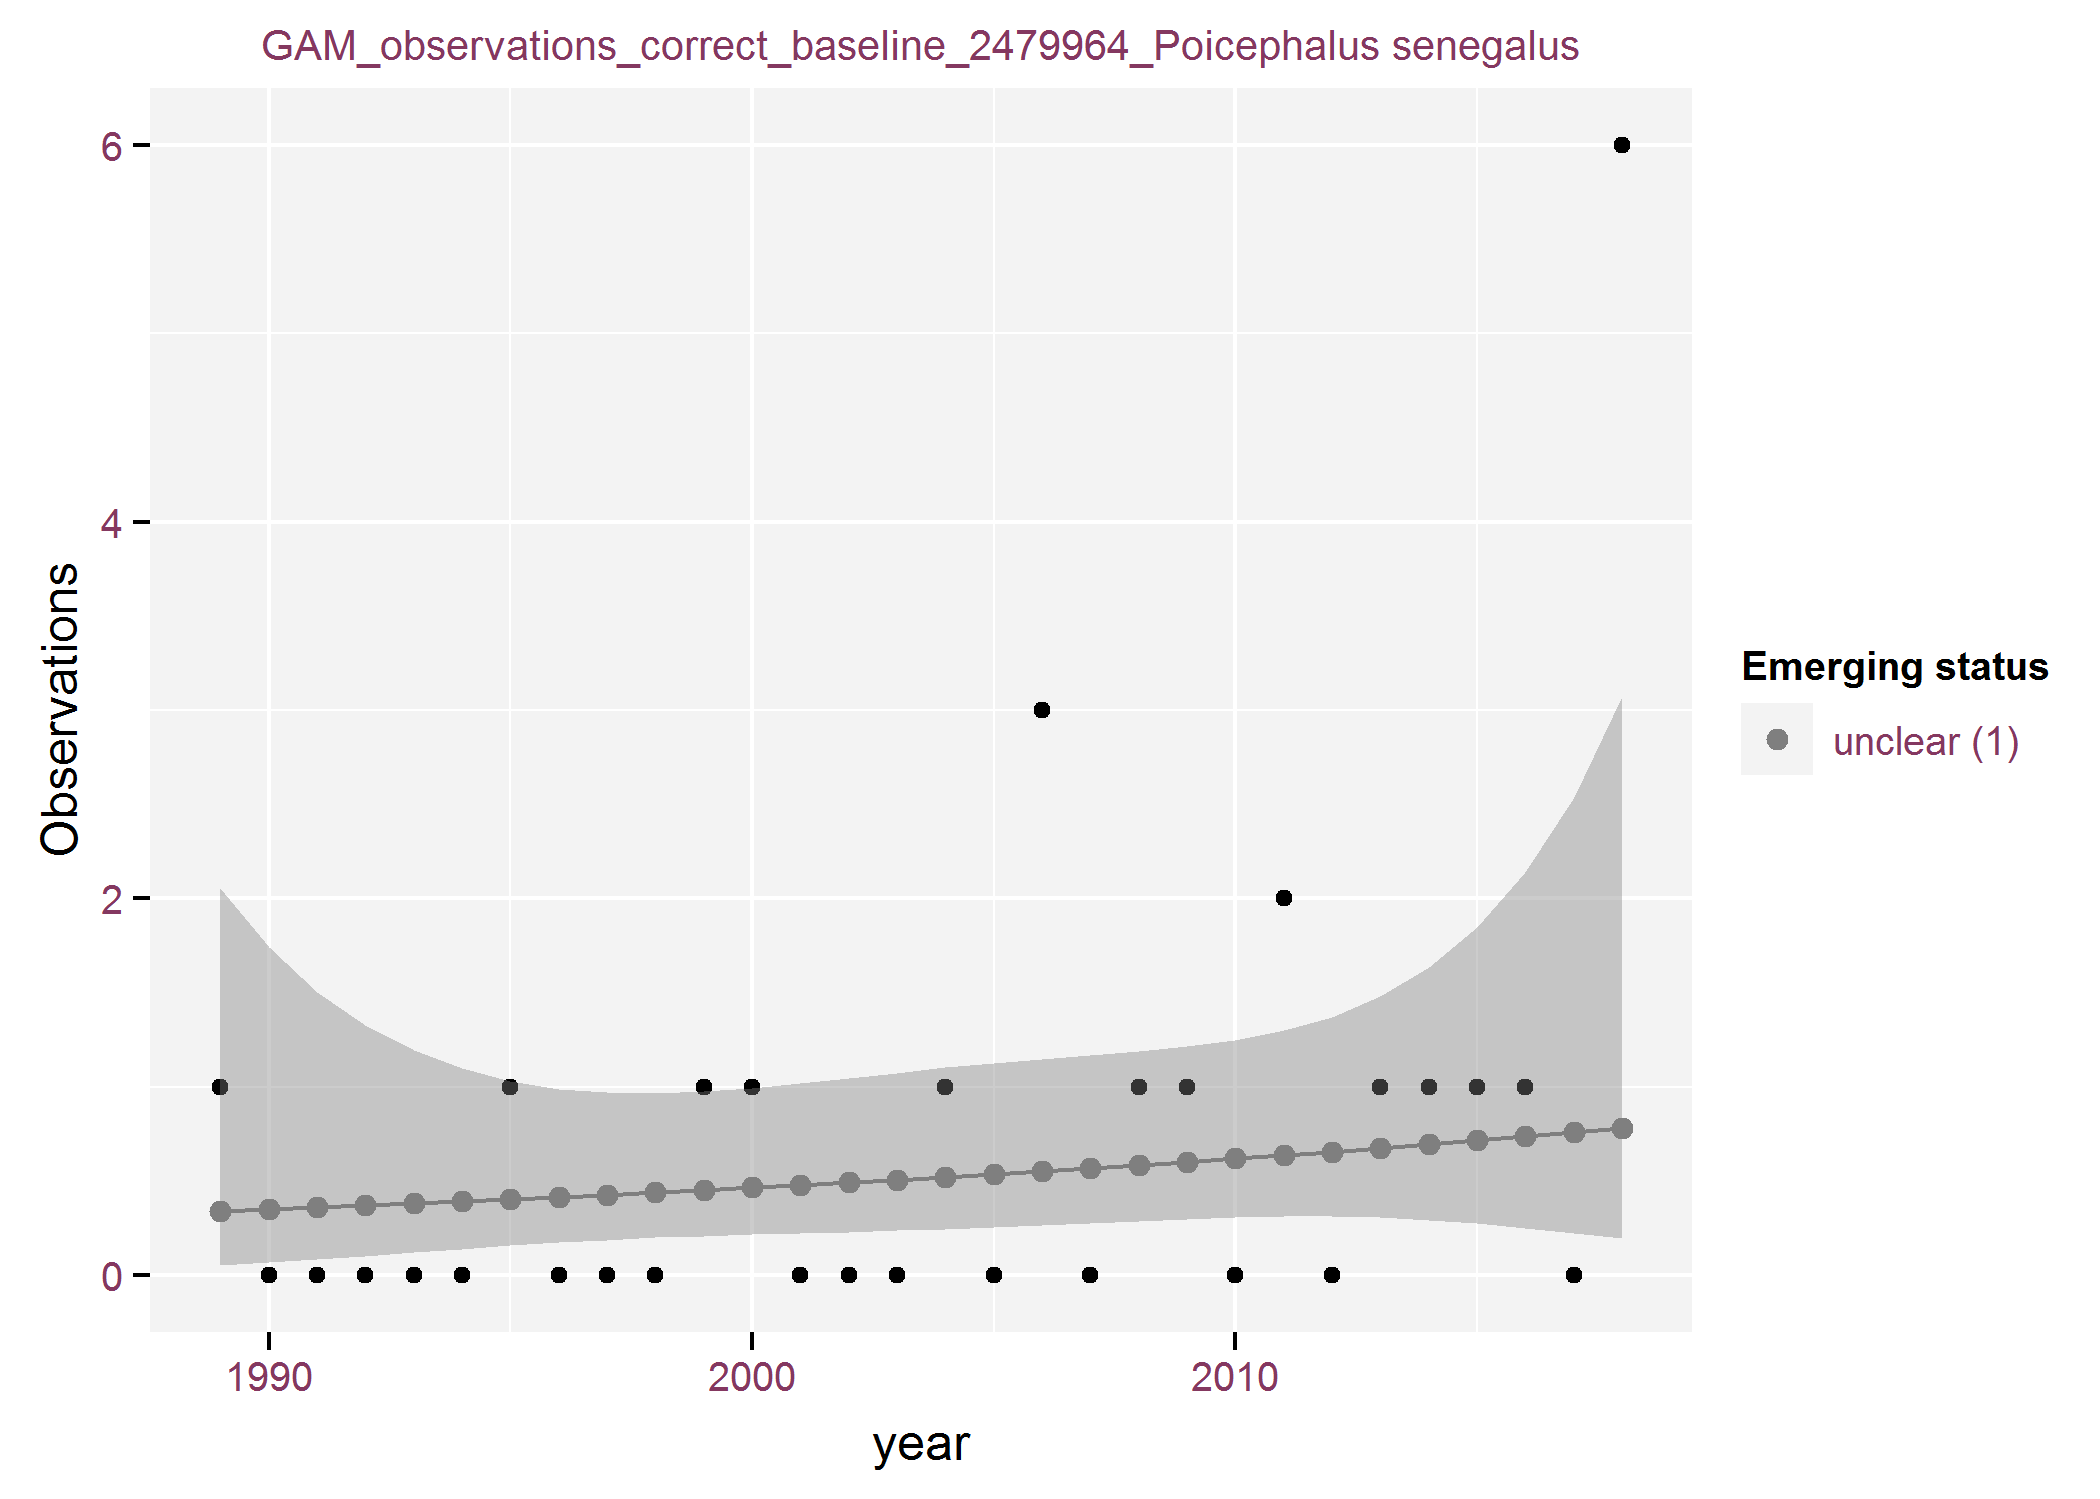 GAM_observations_correct_baseline_2479964_Poicephalus senegalus
6
4
2
0
Observations
1990 2000 2010
year
Emerging status
unclear (1)